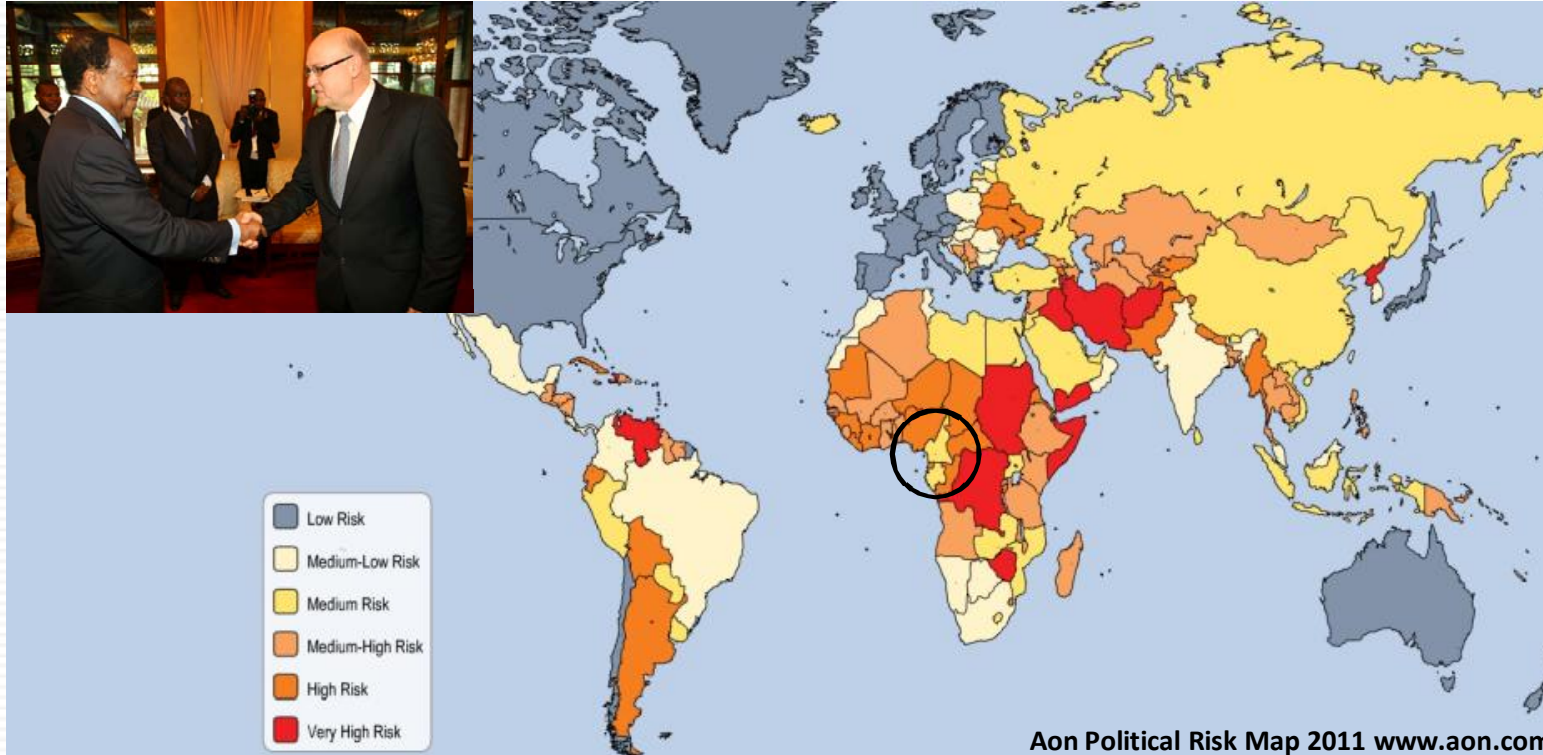 Low Risk
Medium-Low Risk
Medium Risk
Medium-High Risk
High Risk
Very High Risk
Aon Political Risk Map 2011 www.aon.com